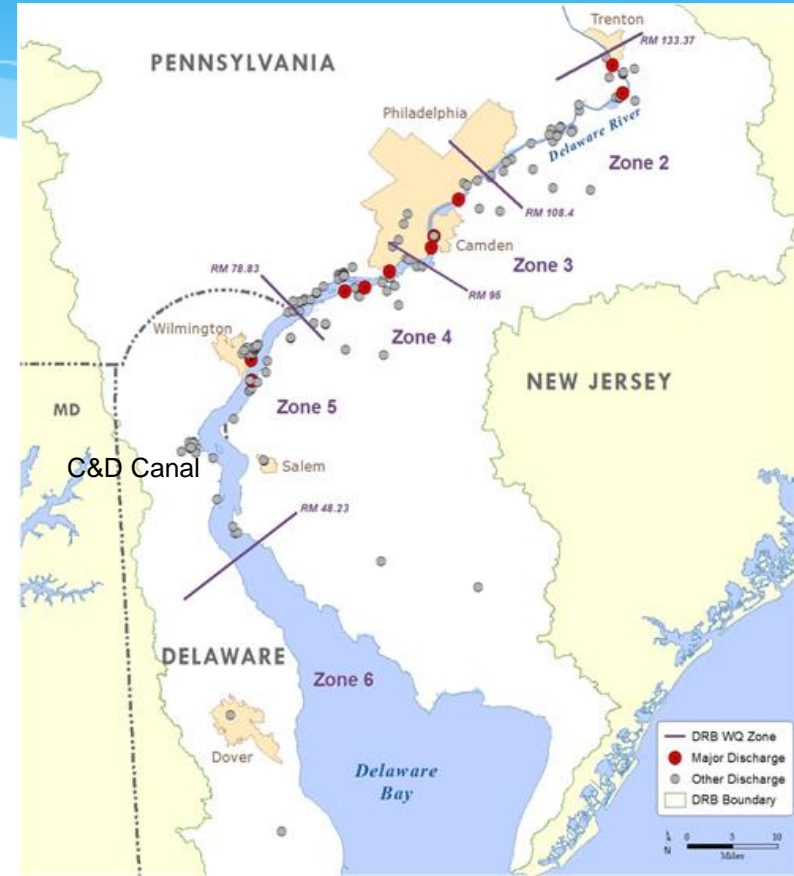 Trenton
RM 133.37
PENNSYLVANIA
Philadelphia
Delaware River
Zone 2
RM 108.4
Camden
Zone 3
RM 78.83
RM 96
Wilmington
Zone 4
NEW JERSEY
MD
Zone 5
C&D Canal
Salem
RM 48.23
DELAWARE
Zone 6
Dover
Delaware
Bay
DRB WQ Zone
Major Discharge
Other Discharge
DRB Boundary
N
0 5 10
Miles